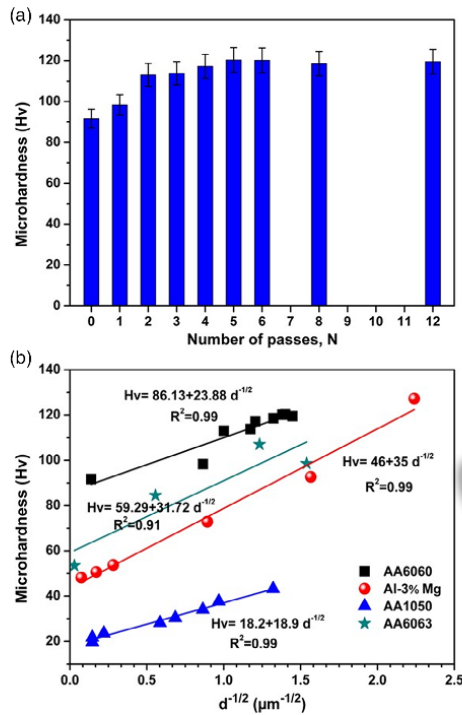 (a)
140
120
100
80
60
40
20
0
Microhardness (Hv)
0 1 2 3 4 5 6 7 8 9 10 11 12
Number of passes, N
(b)
140
120
100
80
60
40
20
Microhardness (Hv)
Hv= 86.13+23.88 d-1/2
R2=0.99
Hv= 46+35 d-1/2
R2=0.99
Hv= 59.29+31.72 d-1/2
R2=0.91
Hv= 18.2+18.9 d-1/2
R2=0.99
AA6060
Al-3% Mg
AA1050
AA6063
0.0 0.5 1.0 1.5 2.0 2.5
d-1/2 (µm-1/2)